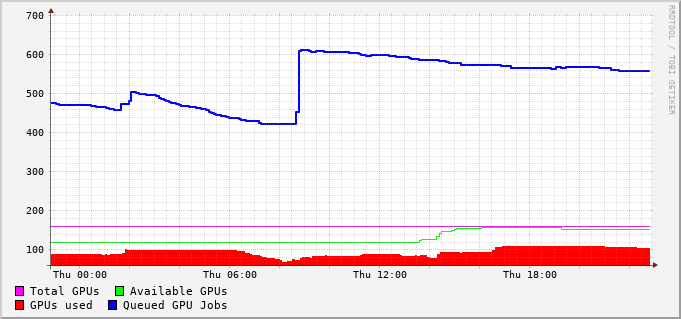 700
600
500
400
300
200
100
Thu 00:00 Thu 06:00 Thu 12:00 Thu 18:00
Total GPUs Available GPUs
GPUs used Queued GPU Jobs
RRDTOOL / TOBI OETIKER